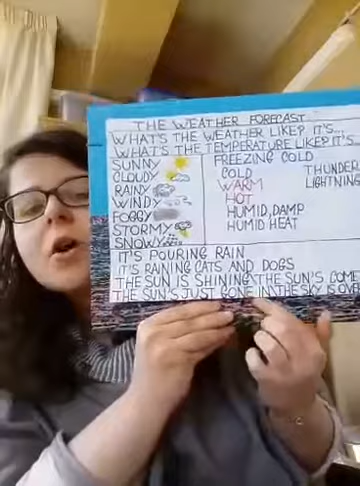 THE WEATHER FORECAST
WHAT'S THE WEATHER LIKE? IT'S...
WHAT'S THE TEMPERATURE LIKE? IT'S...
SUNNY
CLOUDY
RAINY
WINDY
FOGGY
STORMY
SNOWY
FREEZING COLD
COLD
WARM
HOT
HUMID, DAMP
HUMID HEAT
THUNDER
LIGHTNING
IT'S POURING RAIN
IT'S RAINING CATS AND DOGS
THE SUN IS SHINING THE SUN'S COME
THE SUN'S JUST GONE IN THE SKY IS OVER